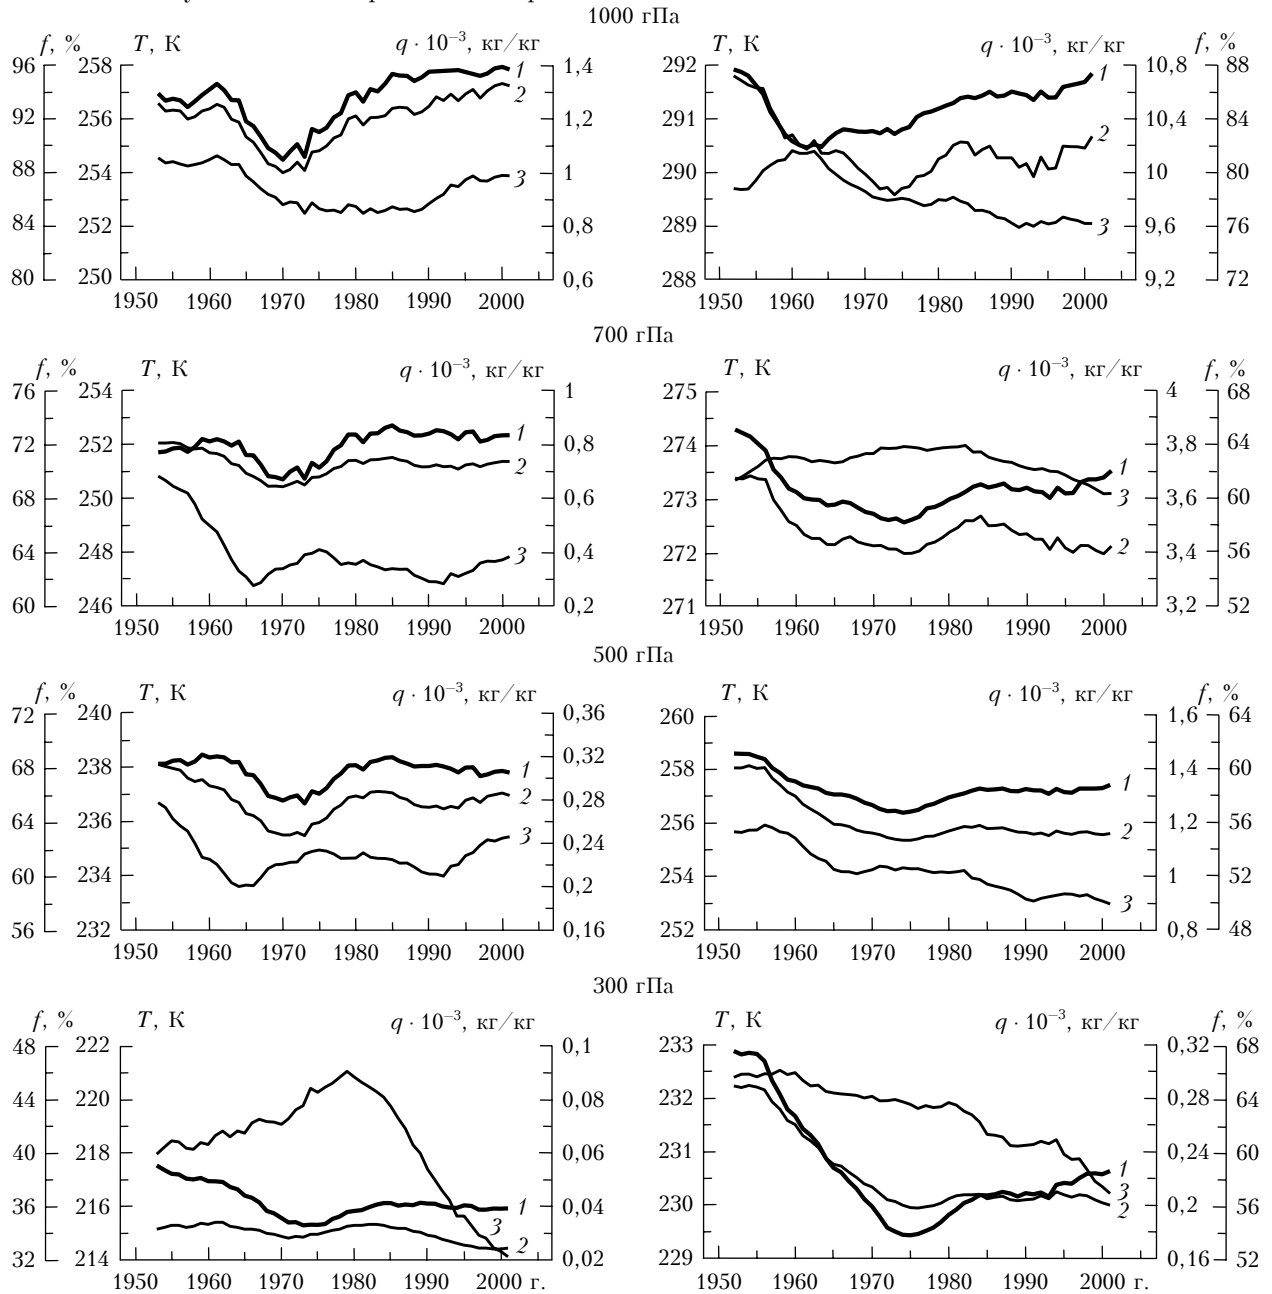 1000 гПа
f, % T, К q · 10⁻³, кг/кг q · 10⁻³, кг/кг f, %
96 258 1 1,4 292 1 10,8 88
92 256 2 1,2 291 2 10,4 84
88 254 3 1 290 10 80
84 252 0,8 289 3 9,6 76
80 250 0,6 288 9,2 72
1950 1960 1970 1980 1990 2000 1950 1960 1970 1980 1990 2000
700 гПа
f, % T, К q · 10⁻³, кг/кг T, К q · 10⁻³, кг/кг f, %
76 254 1 275 4 68
72 252 1 0,8 274 3,8 64
68 250 2 0,6 273 1 3 3,6 60
64 248 3 0,4 272 2 3,4 56
60 246 0,2 271 3,2 52
1950 1960 1970 1980 1990 2000 1950 1960 1970 1980 1990 2000
500 гПа
f, % T, К q · 10⁻³, кг/кг T, К q · 10⁻³, кг/кг f, %
72 240 0,36 260 1,6 64
68 238 1 0,32 258 1 1,4 60
64 236 2 0,28 256 2 1,2 56
60 234 3 0,24 254 1 52
56 232 0,2 252 3 0,8 48
0,16
1950 1960 1970 1980 1990 2000 1950 1960 1970 1980 1990 2000
300 гПа
f, % T, К q · 10⁻³, кг/кг T, К q · 10⁻³, кг/кг f, %
48 222 0,1 233 0,32 68
44 220 0,08 232 0,28 64
40 218 0,06 231 1 0,24 60
36 216 1 3 0,04 230 3 2 0,2 56
32 214 2 0,02 229 0,16 52
1950 1960 1970 1980 1990 2000 г. 1950 1960 1970 1980 1990 2000 г.